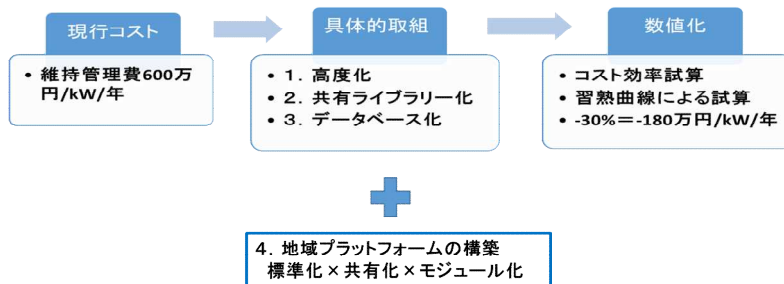 現行コスト
• 維持管理費600万
円/kW/年
具体的取組
• 1．高度化
• 2．共有ライブラリー化
• 3．データベース化
数値化
• コスト効率試算
• 習熟曲線による試算
• -30%＝-180万円/kW/年
4．地域プラットフォームの構築
標準化×共有化×モジュール化